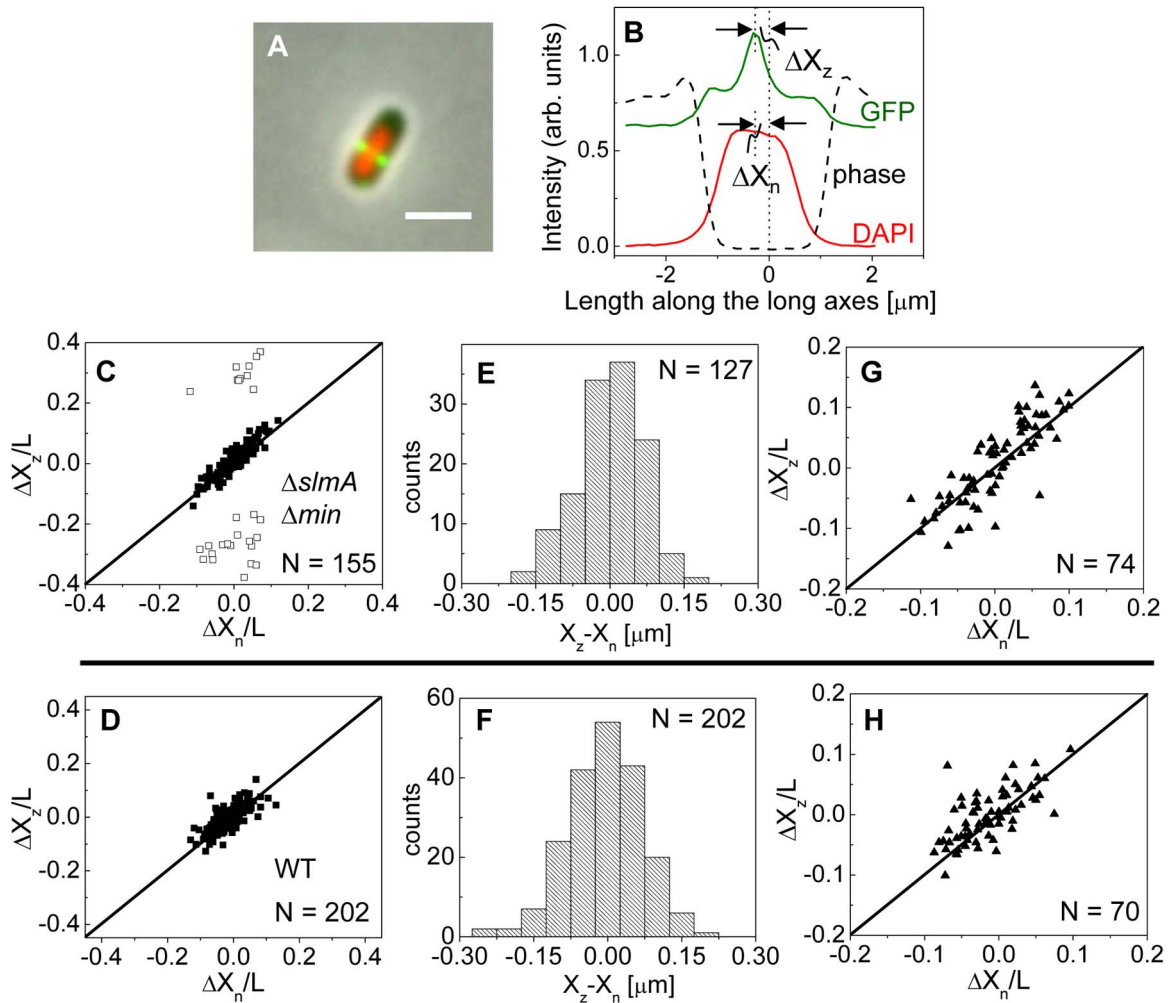 A
B
Intensity (arb. units)
1.0
0.5
0.0
ΔXz
GFP
ΔXn
phase
DAPI
-2
0
2
Length along the long axes [μm]
C
ΔXz/L
0.4
0.2
0.0
-0.2
-0.4
ΔslmA
Δmin
N = 155
-0.4
-0.2
0.0
0.2
0.4
ΔXn/L
E
N = 127
counts
30
20
10
0
-0.30
-0.15
0.00
0.15
0.30
Xz-Xn [μm]
G
ΔXz/L
0.2
0.1
0.0
-0.1
-0.2
N = 74
-0.2
-0.1
0.0
0.1
0.2
ΔXn/L
D
ΔXz/L
0.4
0.2
0.0
-0.2
-0.4
WT
N = 202
-0.4
-0.2
0.0
0.2
0.4
ΔXn/L
F
N = 202
counts
60
40
20
0
-0.30
-0.15
0.00
0.15
0.30
Xz-Xn [μm]
H
ΔXz/L
0.2
0.1
0.0
-0.1
-0.2
N = 70
-0.2
-0.1
0.0
0.1
0.2
ΔXn/L